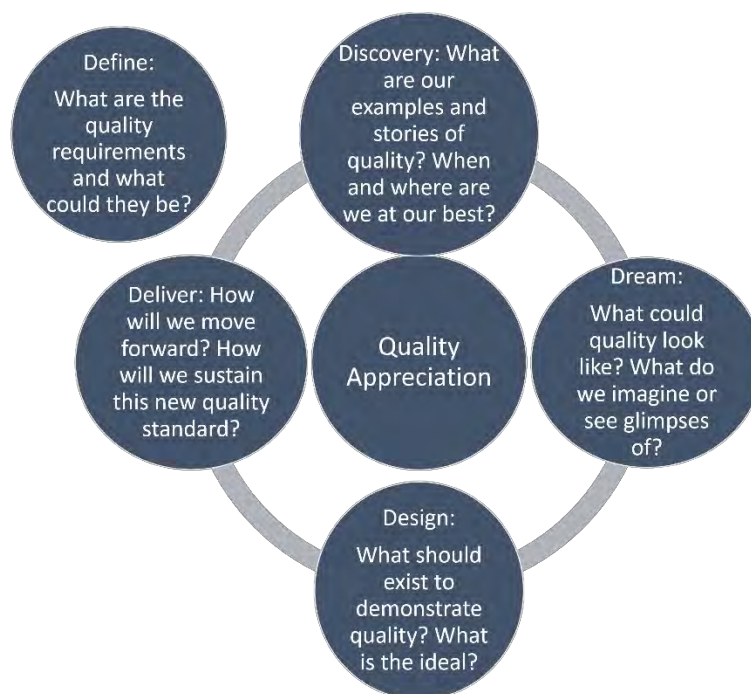 Define:
What are the
quality
requirements
and what
could they be?
Discovery: What
are our
examples and
stories of
quality? When
and where are
we at our best?
Dream:
What could
quality look
like? What do
we imagine or
see glimpses
of?
Design:
What should
exist to
demonstrate
quality? What
is the ideal?
Deliver: How
will we move
forward? How
will we sustain
this new quality
standard?
Quality
Appreciation